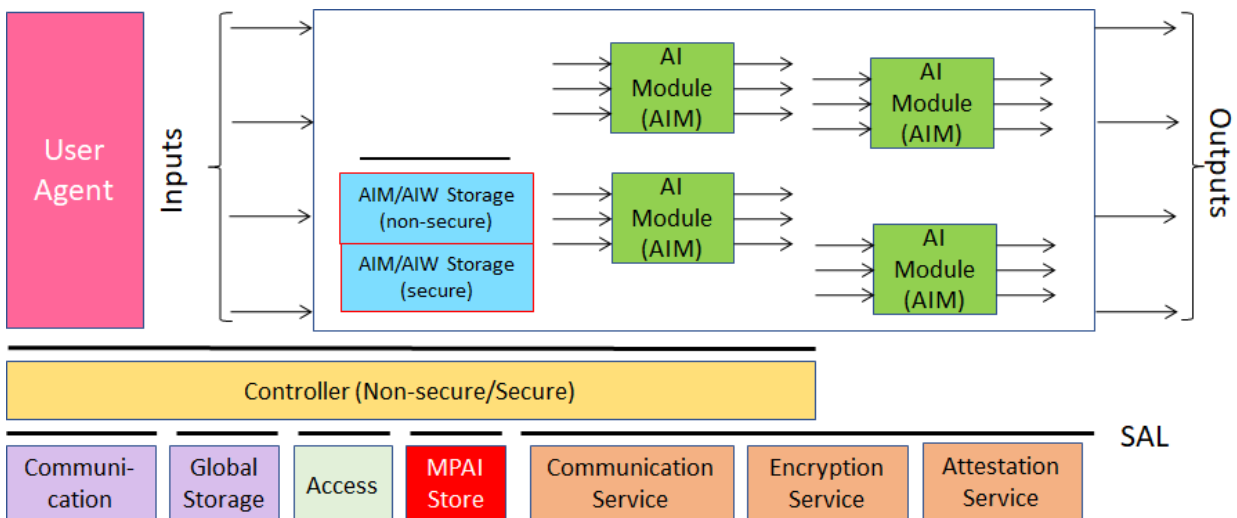 User
Agent
Inputs
AIM/AIW Storage
(non-secure)
AIM/AIW Storage
(secure)
AI
Module
(AIM)
AI
Module
(AIM)
AI
Module
(AIM)
AI
Module
(AIM)
Outputs
Controller (Non-secure/Secure)
SAL
Communi-
cation
Global
Storage
Access
MPAI
Store
Communication
Service
Encryption
Service
Attestation
Service